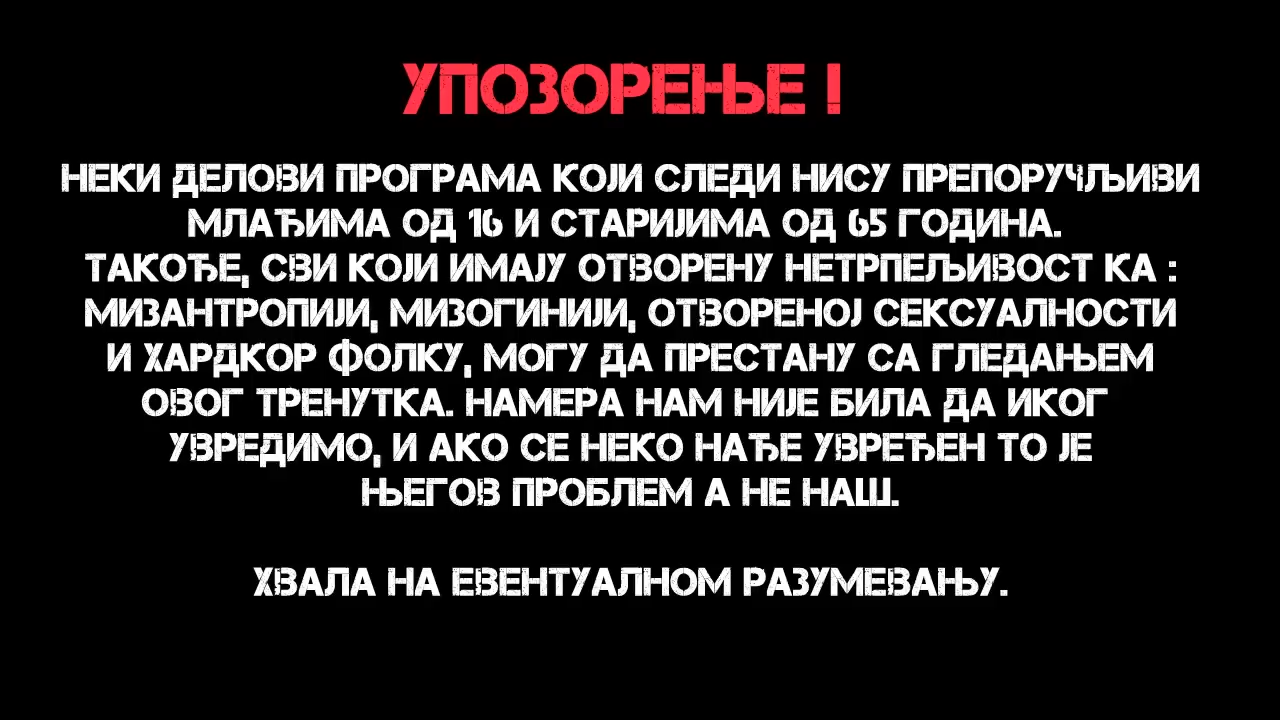 УПОЗОРЕЊЕ !
НЕКИ ДЕЛОВИ ПРОГРАМА КОЈИ СЛЕДИ НИСУ ПРЕПОРУЧЉИВИ
МЛАЂИМА ОД 16 И СТАРИЈИМА ОД 65 ГОДИНА.
ТАКОЂЕ, СВИ КОЈИ ИМАЈУ ОТВОРЕНУ НЕТРПЕЉИВОСТ КА :
МИЗАНТРОПИЈИ, МИЗОГИНИЈИ, ОТВОРЕНОЈ СЕКСУАЛНОСТИ
И ХАРДКОР ФОЛКУ, МОГУ ДА ПРЕСТАНУ СА ГЛЕДАЊЕМ
ОВОГ ТРЕНУТКА. НАМЕРА НАМ НИЈЕ БИЛА ДА ИКОГ
УВРЕДИМО, И АКО СЕ НЕКО НАЂЕ УВРЕЂЕН ТО ЈЕ
ЊЕГОВ ПРОБЛЕМ А НЕ НАШ.
ХВАЛА НА ЕВЕНТУАЛНОМ РАЗУМЕВАЊУ.